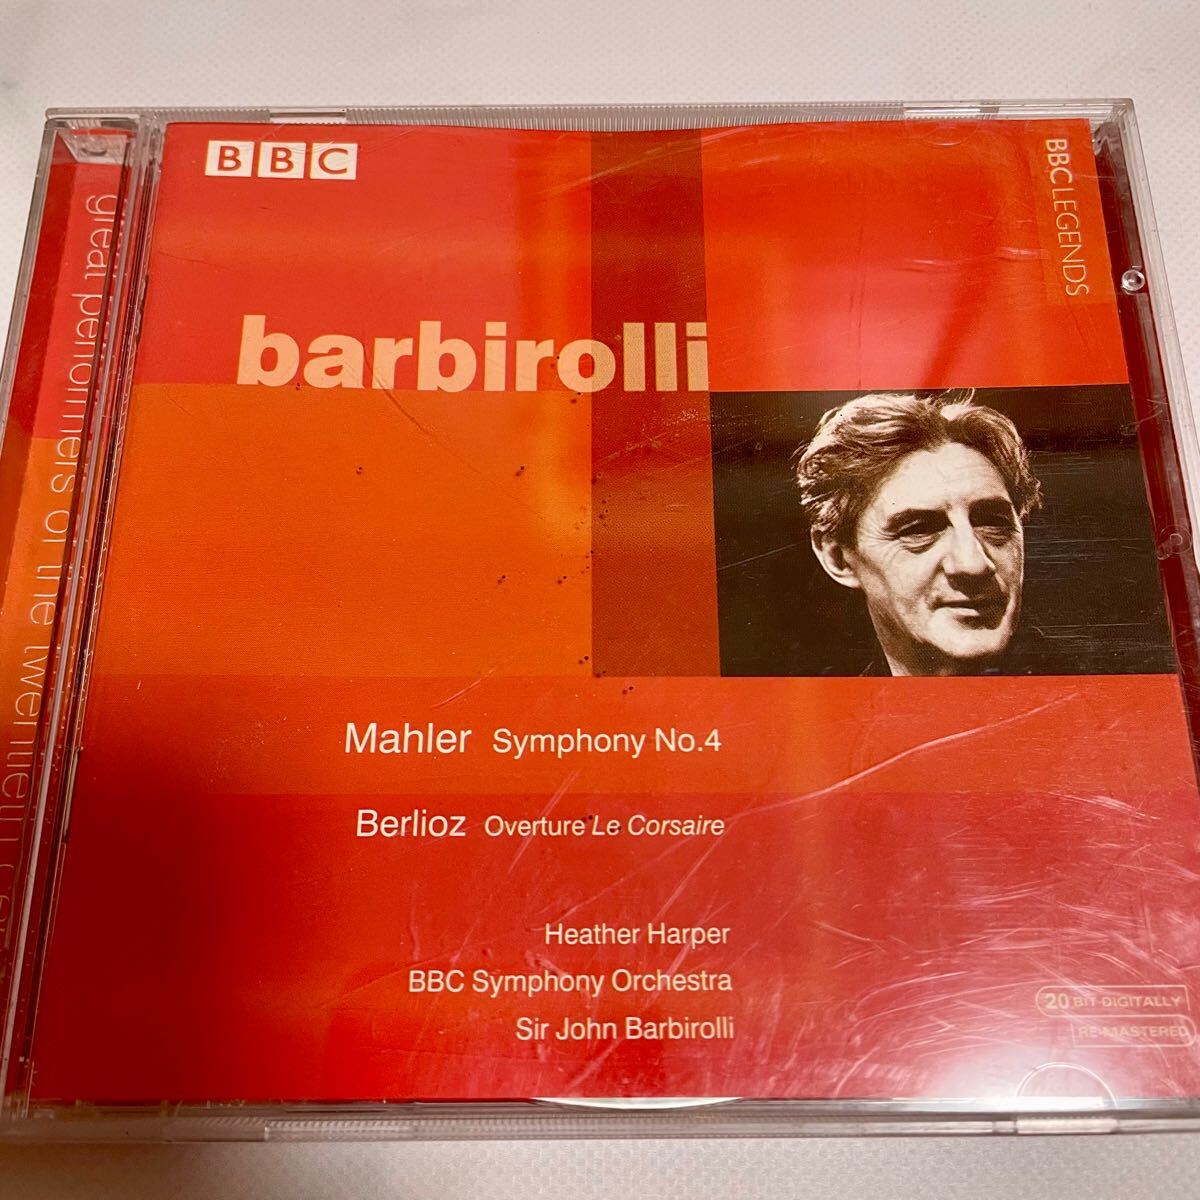 BBC
BBC LEGENDS
barbirolli
Mahler Symphony No.4
Berlioz Overture Le Corsaire
Heather Harper
BBC Symphony Orchestra
Sir John Barbirolli
20 BIT DIGITALLY
RE-MASTERED
great performers of the twentieth